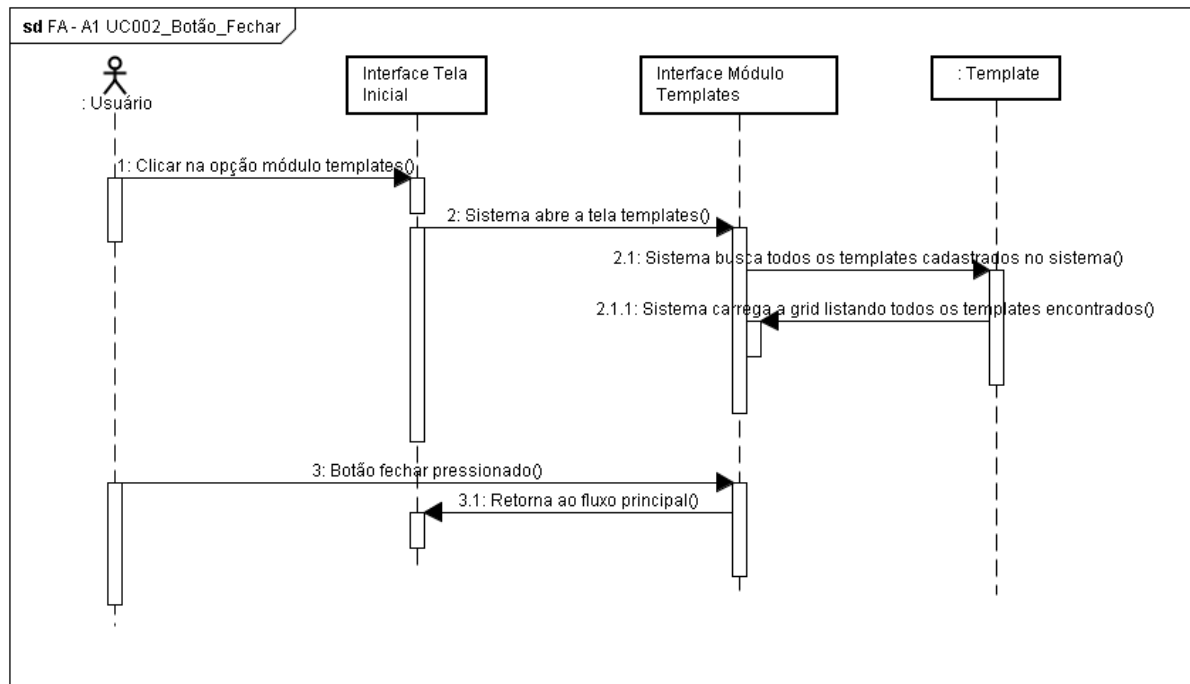 sd FA - A1 UC002_Botão_Fechar
: Usuário
Interface Tela
Inicial
Interface Módulo
Templates
: Template
1: Clicar na opção módulo templates()
2: Sistema abre a tela templates()
2.1: Sistema busca todos os templates cadastrados no sistema()
2.1.1: Sistema carrega a grid listando todos os templates encontrados()
3: Botão fechar pressionado()
3.1: Retorna ao fluxo principal()